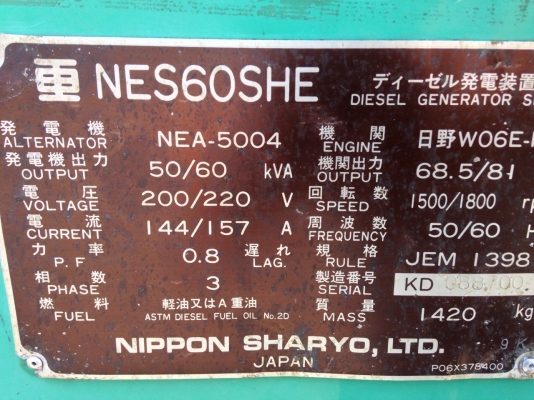 重 NES60SHE ディーゼル発電装置
DIESEL GENERATOR
発電機 ALTERNATOR NEA-5004 機関 ENGINE 日野W06E-
発電機出力 OUTPUT 50/60 kVA 機関出力 OUTPUT 68.5/81
電圧 VOLTAGE 200/220 V 回転数 SPEED 1500/1800
電流 CURRENT 144/157 A 周波数 FREQUENCY 50/60 H
力率 P.F 0.8 遅れ LAG. 規格 RULE JEM 1398
相数 PHASE 3 製造番号 SERIAL KD
燃料 FUEL 軽油又はA重油 ASTM DIESEL FUEL OIL No.2D 質量 MASS 1420 kg
NIPPON SHARYO, LTD.
JAPAN
P06X378400